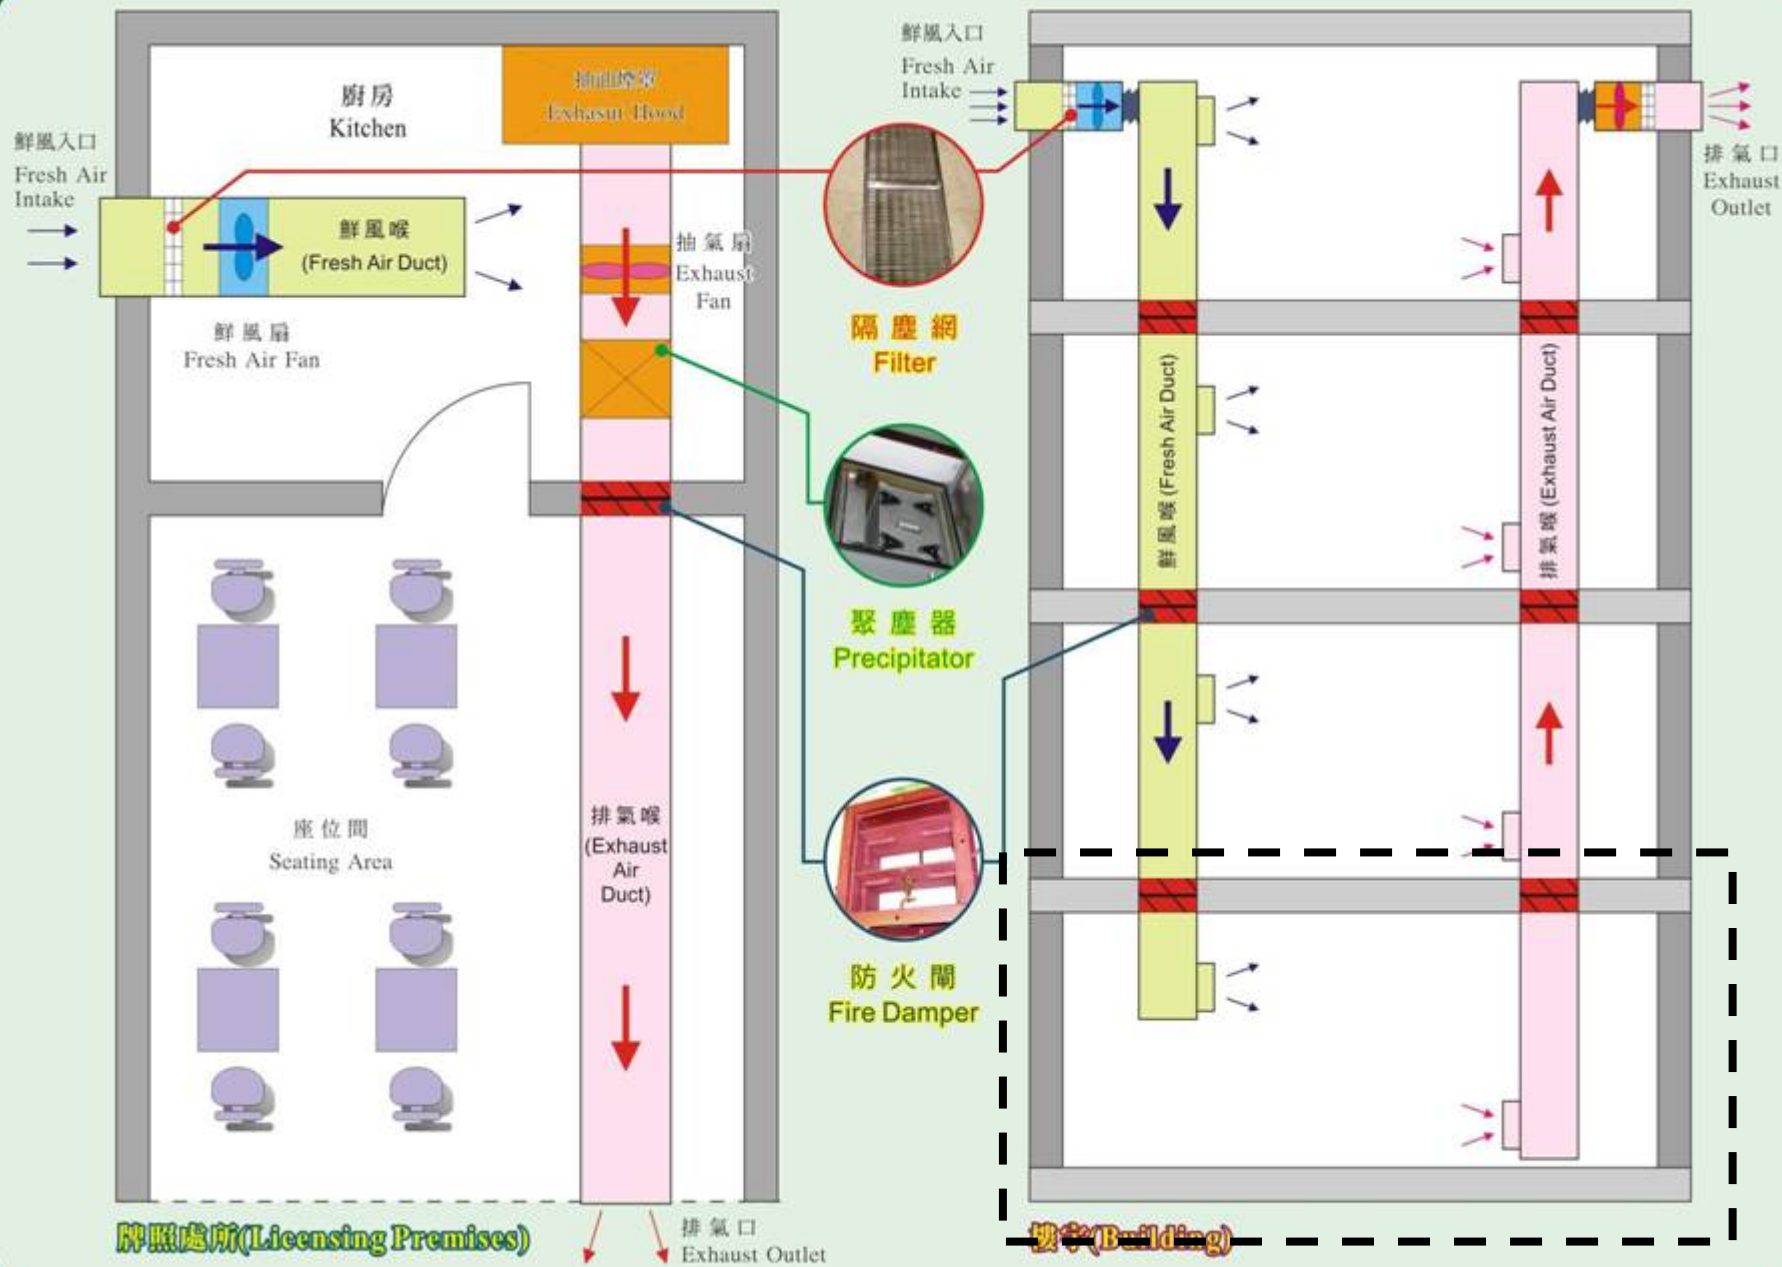 廚房
Kitchen
抽油煙罩
Exhasut Hood
鮮風入口
Fresh Air
Intake
鮮風喉
(Fresh Air Duct)
鮮風扇
Fresh Air Fan
抽氣扇
Exhaust
Fan
座位間
Seating Area
排氣喉
(Exhaust
Air
Duct)
牌照處所(Licensing Premises)
排氣口
Exhaust Outlet
隔塵網
Filter
聚塵器
Precipitator
防火閘
Fire Damper
鮮風入口
Fresh Air
Intake
排氣口
Exhaust
Outlet
鮮風喉 (Fresh Air Duct)
排氣喉 (Exhaust Air Duct)
樓宇(Building)